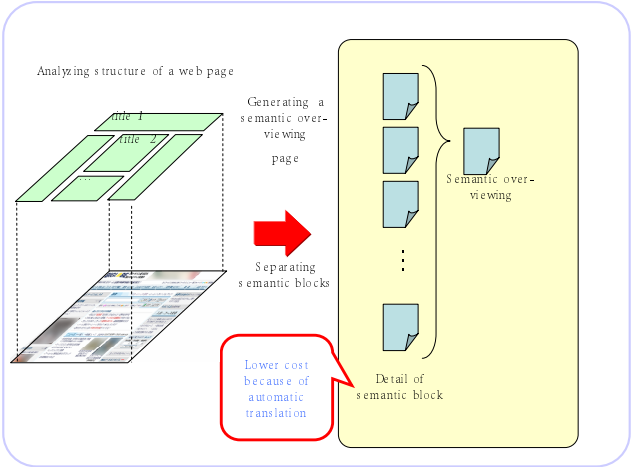 Analyzing structure of a web page
title 1
title 2
...
Generating a
semantic over-
viewing
page
Separating
semantic blocks
Semantic over-
viewing
Detail of
semantic block
Lower cost
because of
automatic
translation